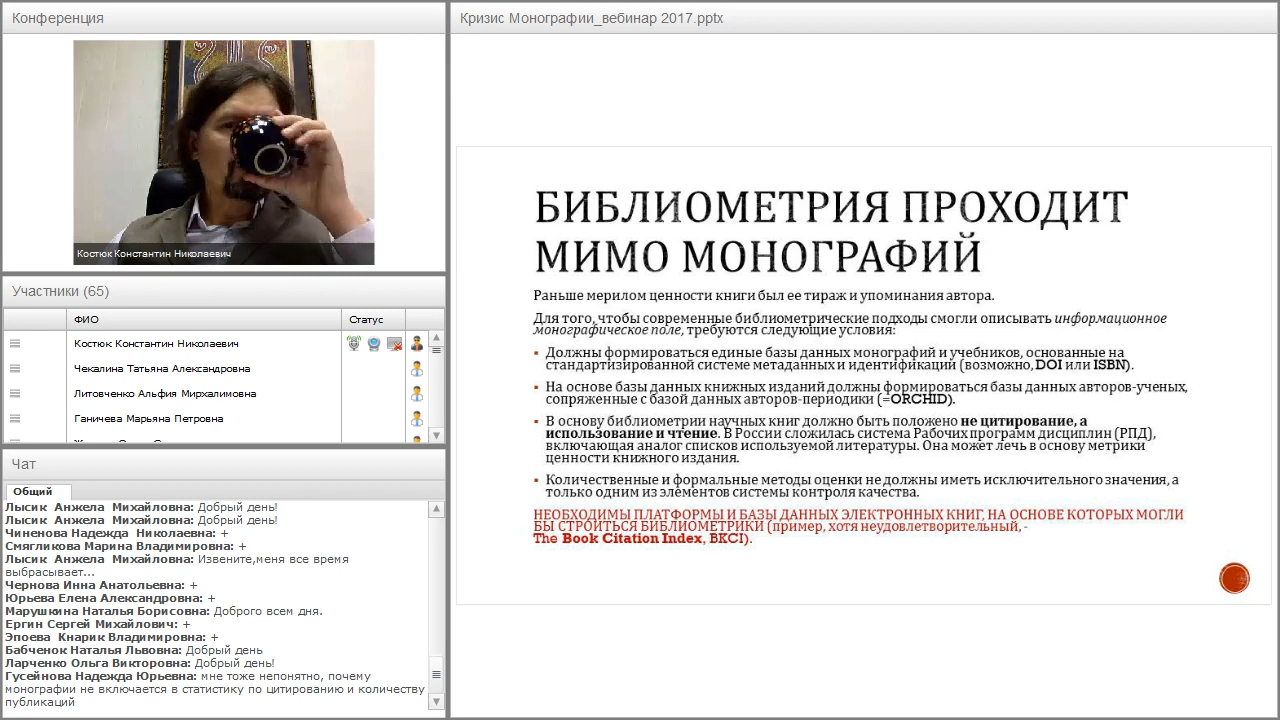 Конференция
Костюк Константин Николаевич
Участники (65)
ФИО Статус
Костюк Константин Николаевич
Чекалина Татьяна Александровна
Литовченко Альфия Мирхалимовна
Ганичева Марьяна Петровна
Чат
Общий
Лысик Анжела Михайловна: Добрый день!
Лысик Анжела Михайловна: Добрый день!
Чиненова Надежда Николаевна: +
Смягликова Марина Владимировна: +
Лысик Анжела Михайловна: Извените,меня все время
выбрасывает...
Чернова Инна Анатольевна: +
Юрьева Елена Александровна: +
Марушкина Наталья Борисовна: Доброго всем дня.
Ергин Сергей Михайлович: +
Эпоева Кнарик Владимировна: +
Бабченок Наталья Львовна: Добрый день
Ларченко Ольга Викторовна: Добрый день!
Гусейнова Надежда Юрьевна: мне тоже непонятно, почему
монографии не включается в статистику по цитированию и количеству
публикаций
Кризис Монографии_вебинар 2017.pptx
БИБЛИОМЕТРИЯ ПРОХОДИТ
МИМО МОНОГРАФИЙ
Раньше мерилом ценности книги был ее тираж и упоминания автора.
Для того, чтобы современные библиометрические подходы смогли описывать информационное
монографическое поле, требуются следующие условия:
▪ Должны формироваться единые базы данных монографий и учебников, основанные на
стандартизированной системе метаданных и идентификации (возможно, DOI или ISBN).
▪ На основе базы данных книжных изданий должны формироваться базы данных авторов-ученых,
сопряженные с базой данных авторов-периодики (=ORCHID).
▪ В основу библиометрии научных книг должно быть положено не цитирование, а
использование и чтение. В России сложилась система Рабочих программ дисциплин (РПД),
включающая аналог списков используемой литературы. Она может лечь в основу метрики
ценности книжного издания.
▪ Количественные и формальные методы оценки не должны иметь исключительного значения, а
только одним из элементов системы контроля качества.
НЕОБХОДИМЫ ПЛАТФОРМЫ И БАЗЫ ДАННЫХ ЭЛЕКТРОННЫХ КНИГ, НА ОСНОВЕ КОТОРЫХ МОГЛИ
БЫ СТРОИТЬСЯ БИБЛИОМЕТРИКИ (пример, хотя неудовлетворительный, -
The Book Citation Index, BKCI).